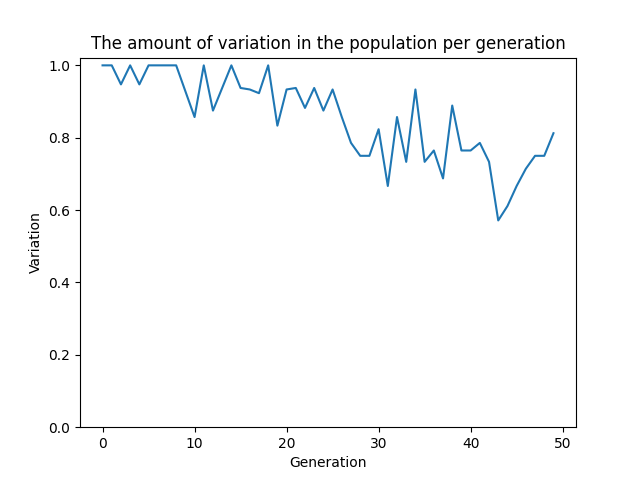 The amount of variation in the population per generation
1.0
0.8
0.6
0.4
0.2
0.0
Variation
0 10 20 30 40 50
Generation